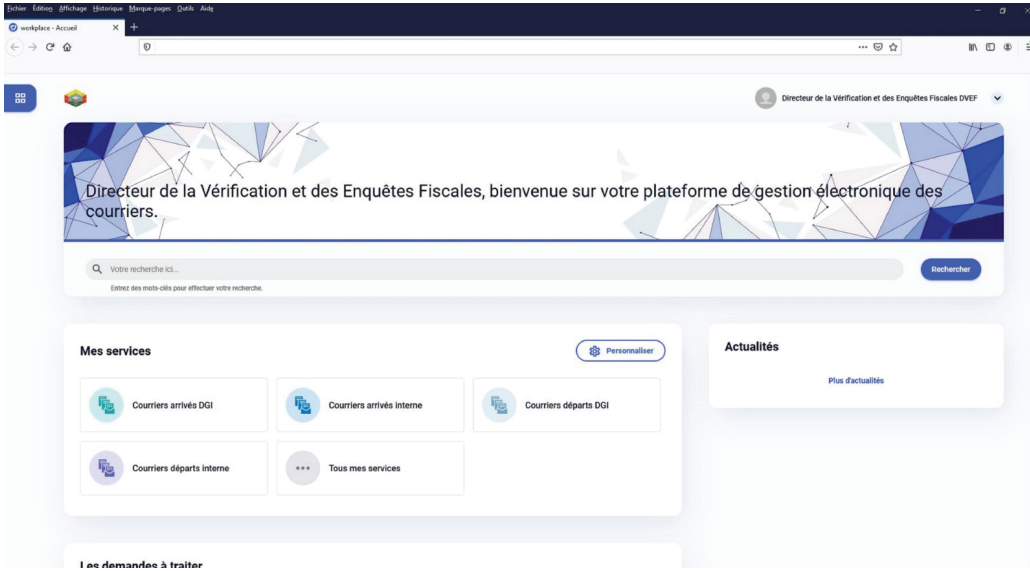 Fichier Édition Affichage Historique Marque-pages Outils Aide
workplace - Accueil
Directeur de la Vérification et des Enquêtes Fiscales DVEF
Directeur de la Vérification et des Enquêtes Fiscales, bienvenue sur votre plateforme de gestion électronique des
courriers.
Votre recherche ici...
Rechercher
Entrez des mots-clés pour effectuer votre recherche.
Mes services
Personnaliser
Courriers arrivés DGI
Courriers arrivés interne
Courriers départs DGI
Courriers départs interne
Tous mes services
Actualités
Plus d'actualités
Les demandes à traiter